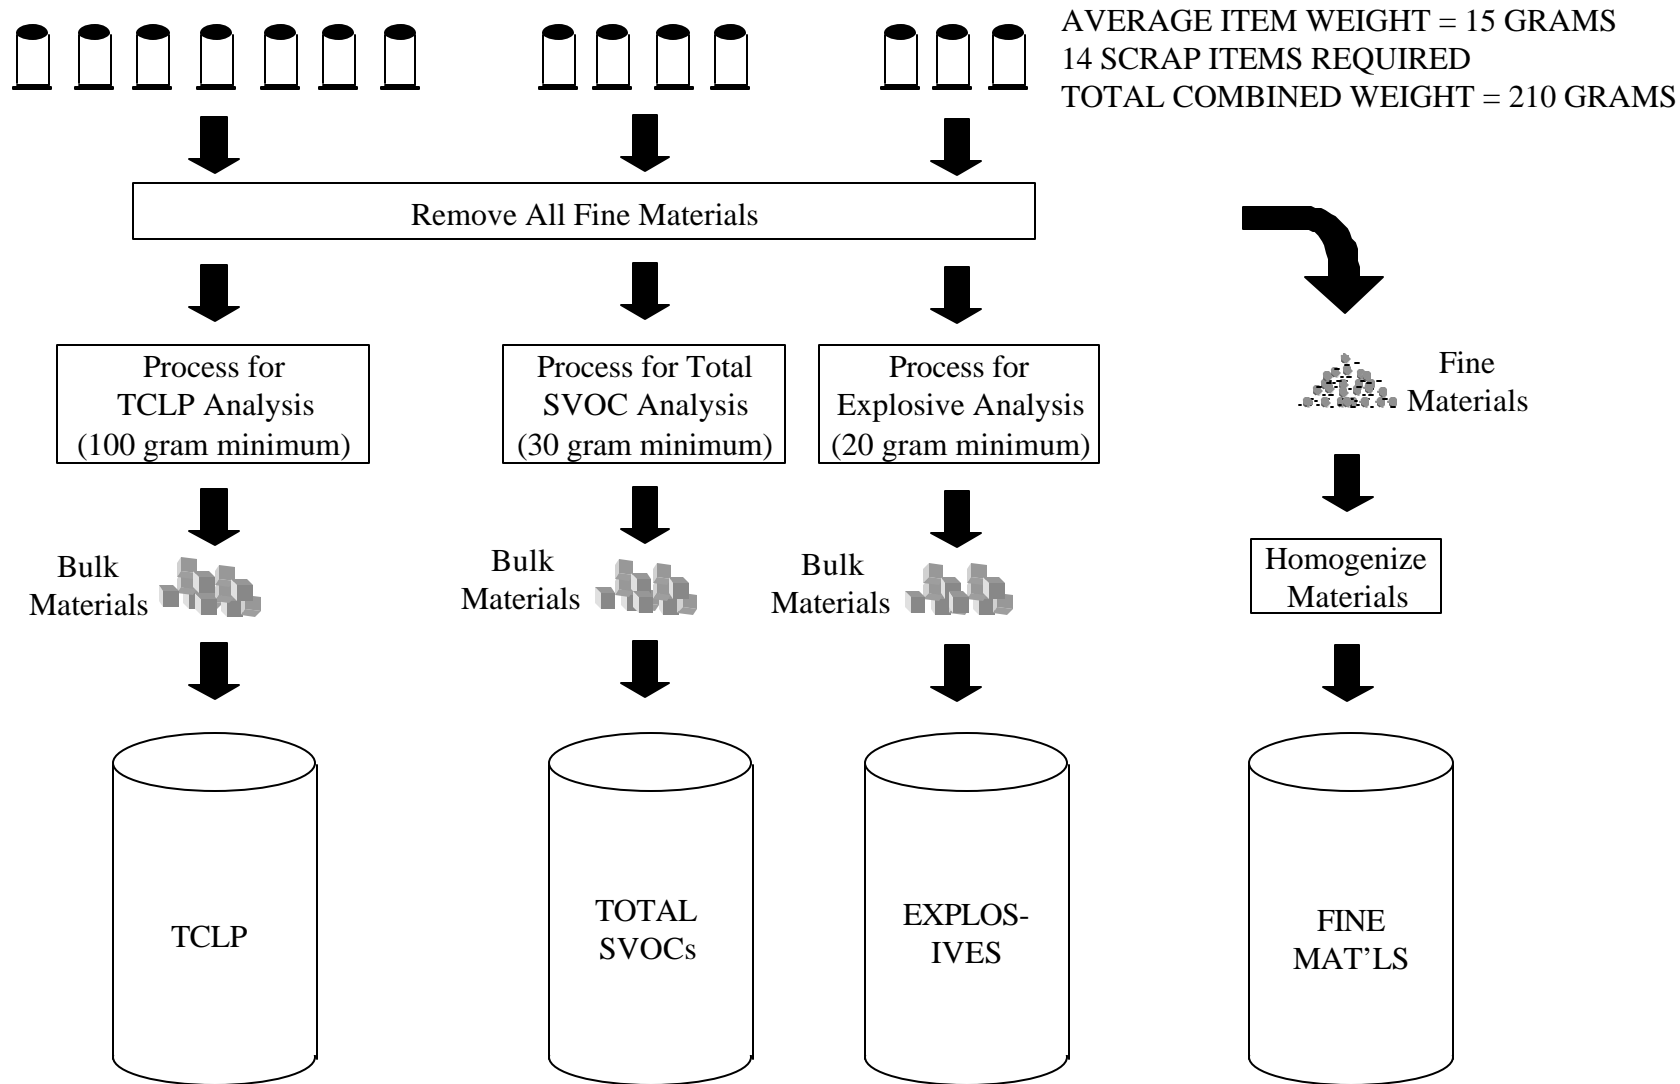 AVERAGE ITEM WEIGHT = 15 GRAMS
14 SCRAP ITEMS REQUIRED
TOTAL COMBINED WEIGHT = 210 GRAMS
Remove All Fine Materials
Process for
TCLP Analysis
(100 gram minimum)
Process for Total
SVOC Analysis
(30 gram minimum)
Process for
Explosive Analysis
(20 gram minimum)
Fine
Materials
Bulk
Materials
Bulk
Materials
Bulk
Materials
Homogenize
Materials
TCLP
TOTAL
SVOCs
EXPLOS-
IVES
FINE
MAT’LS